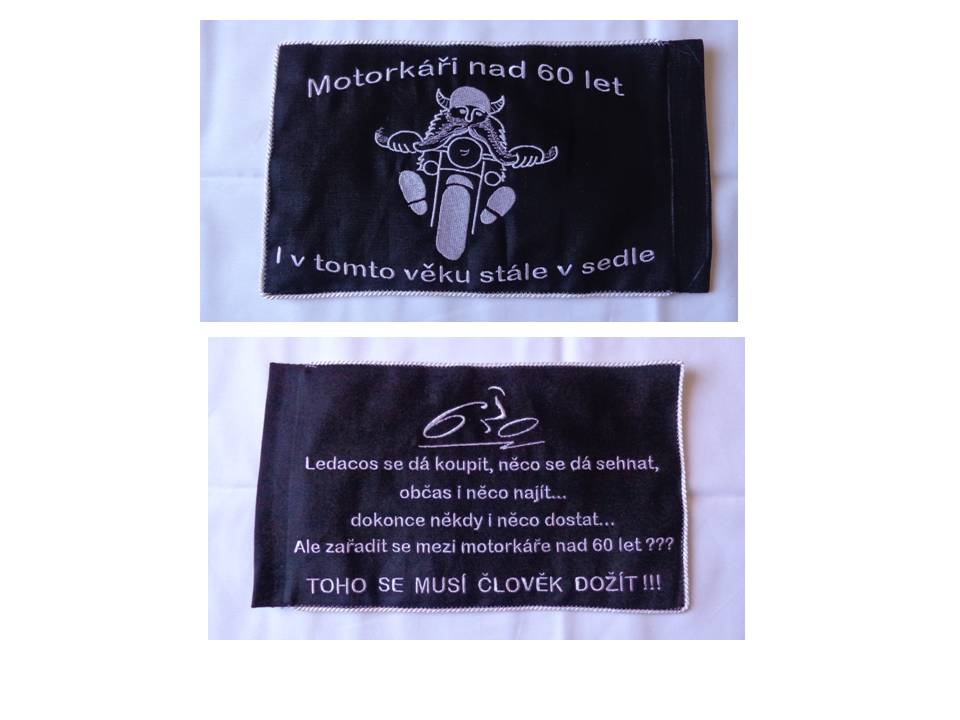 Motorkáři nad 60 let
I v tomto věku stále v sedle
Ledacos se dá koupit, něco se dá sehnat,
občas i něco najít...
dokonce někdy i něco dostat...
Ale zařadit se mezi motorkáře nad 60 let ???
TOHO SE MUSÍ ČLOVĚK DOŽÍT !!!